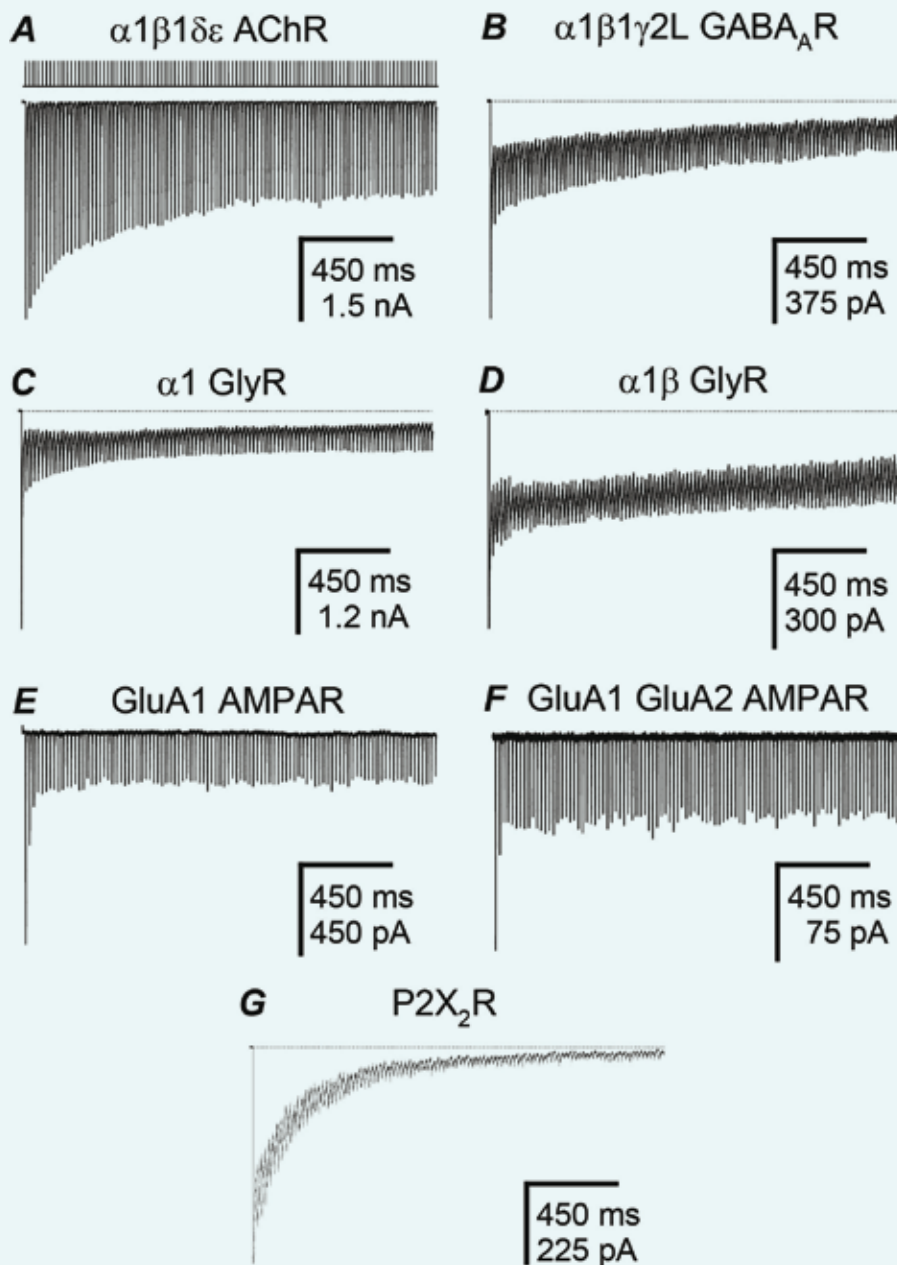 A α1β1δε AChR
B α1β1γ2L GABAAR
450 ms
1.5 nA
450 ms
375 pA
C α1 GlyR
D α1β GlyR
450 ms
1.2 nA
450 ms
300 pA
E GluA1 AMPAR
F GluA1 GluA2 AMPAR
450 ms
450 pA
450 ms
75 pA
G P2X2R
450 ms
225 pA